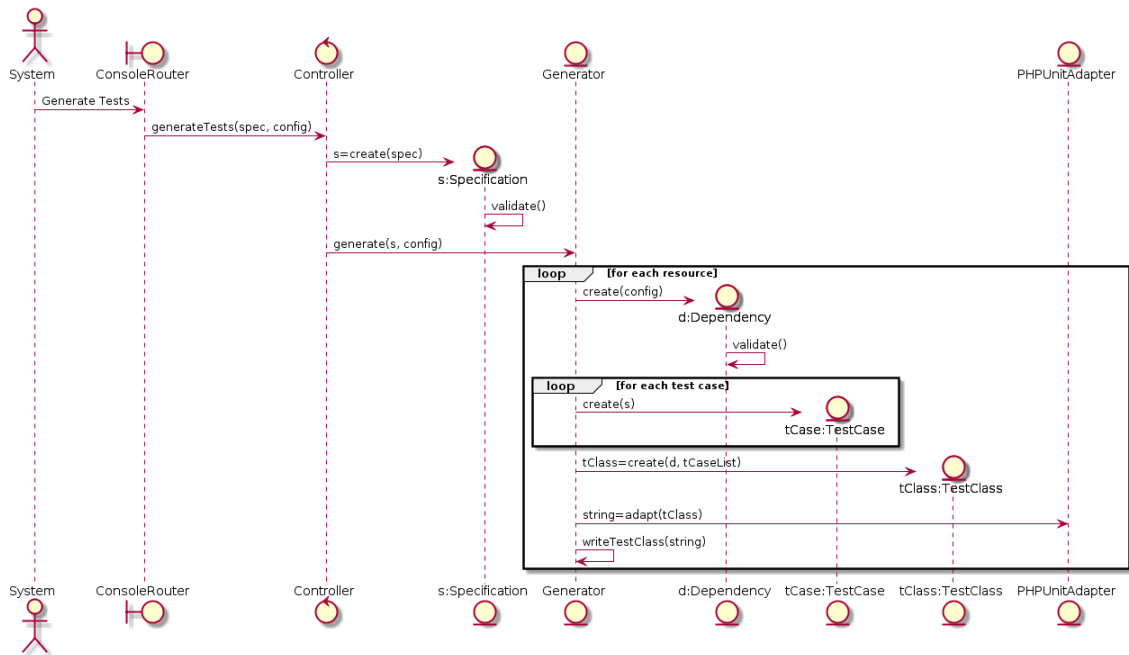 System
ConsoleRouter
Controller
Generator
PHPUnitAdapter
Generate Tests
generateTests(spec, config)
s=create(spec)
s:Specification
validate()
generate(s, config)
loop [for each resource]
create(config)
d:Dependency
validate()
loop [for each test case]
create(s)
tCase:TestCase
tClass=create(d, tCaseList)
tClass:TestClass
string=adapt(tClass)
writeTestClass(string)
System
ConsoleRouter
Controller
s:Specification
Generator
d:Dependency
tCase:TestCase
tClass:TestClass
PHPUnitAdapter